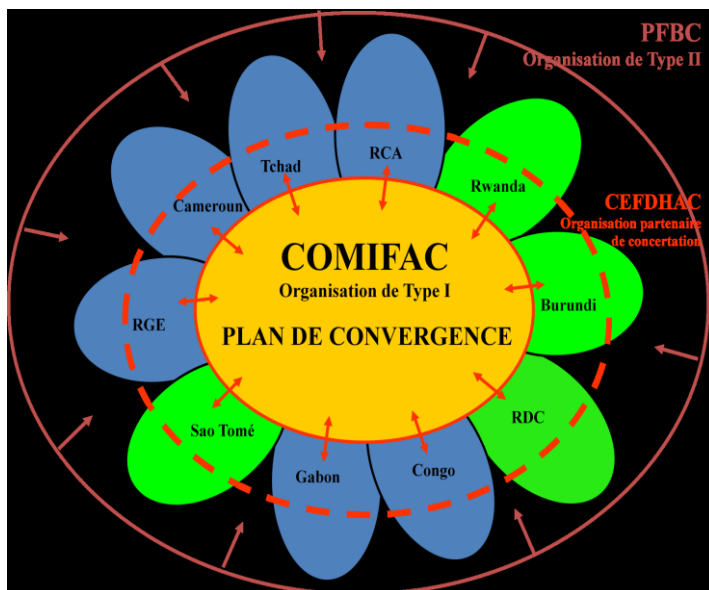 PFBC
Organisation de Type II
RCA
Tchad
Rwanda
Cameroun
CEFDHAC
Organisation partenaire
de concertation
COMIFAC
Organisation de Type I
Burundi
RGE
PLAN DE CONVERGENCE
RDC
Sao Tomé
Congo
Gabon